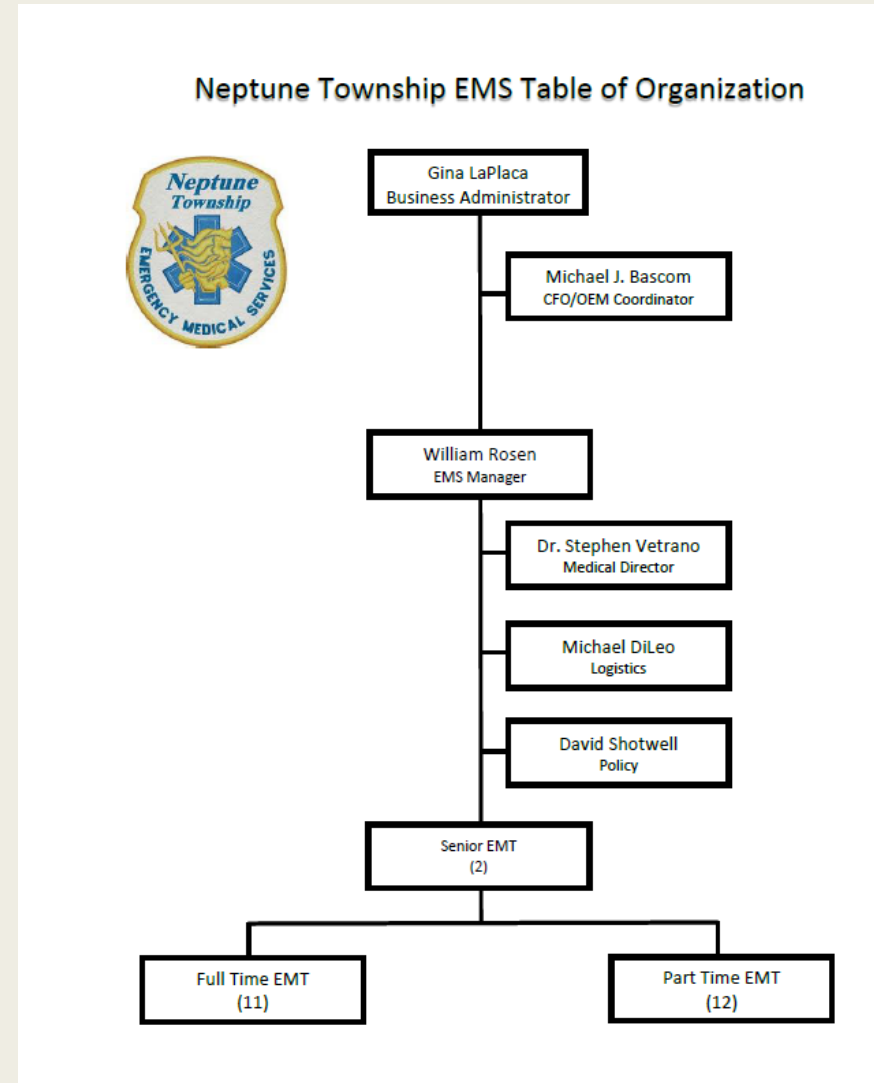 Neptune Township EMS Table of Organization
Neptune
Township
EMERGENCY MEDICAL SERVICES
Gina LaPlaca
Business Administrator
Michael J. Bascom
CFO/OEM Coordinator
William Rosen
EMS Manager
Dr. Stephen Vetrano
Medical Director
Michael DiLeo
Logistics
David Shotwell
Policy
Senior EMT
(2)
Full Time EMT
(11)
Part Time EMT
(12)